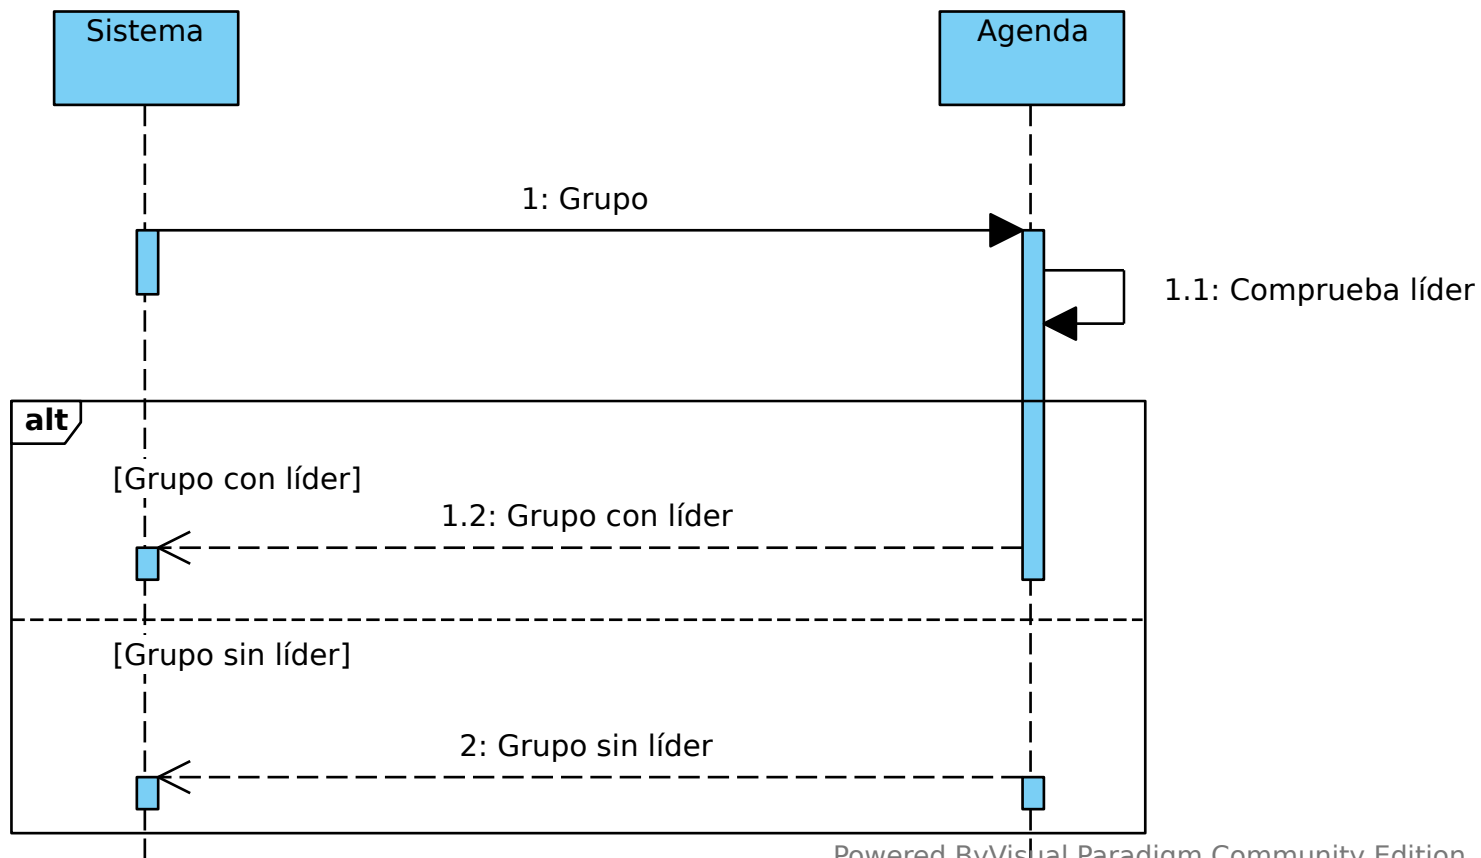 Sistema
Agenda
1: Grupo
1.1: Comprueba líder
alt
[Grupo con líder]
1.2: Grupo con líder
[Grupo sin líder]
2: Grupo sin líder
Powered ByVisual Paradigm Community Edition